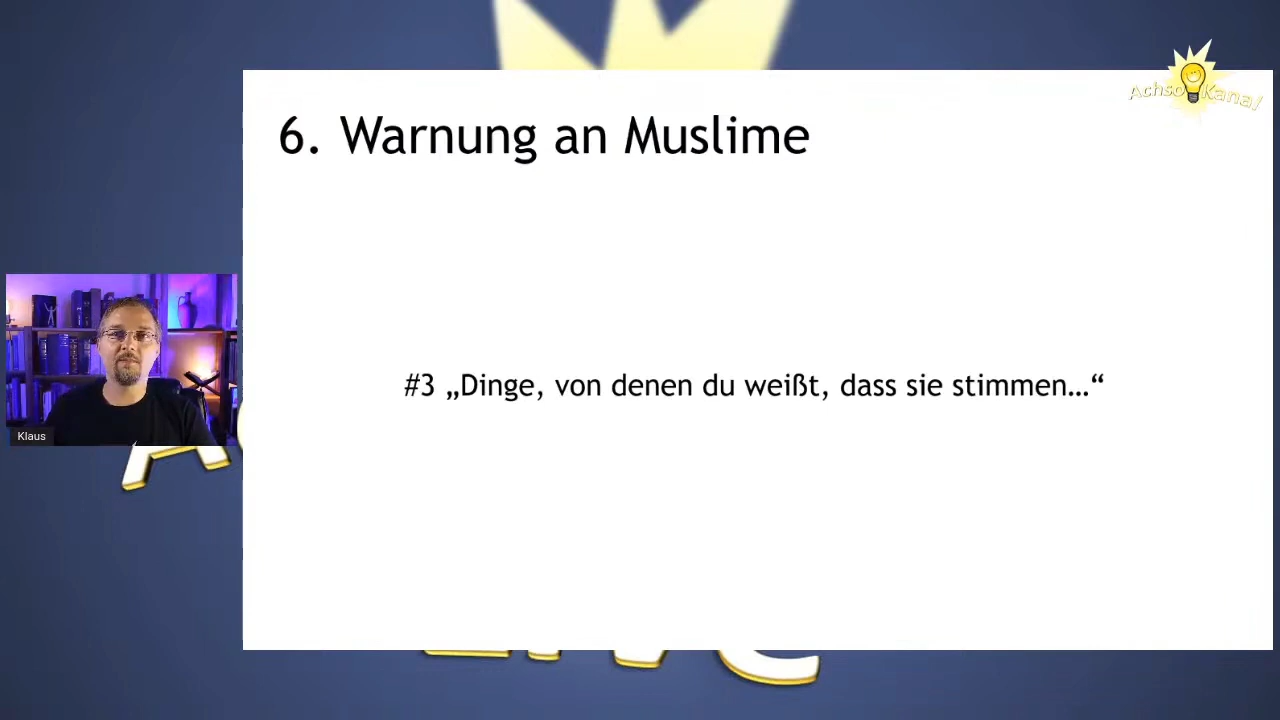 Achso Kanal
6. Warnung an Muslime
#3 „Dinge, von denen du weißt, dass sie stimmen…“
Klaus